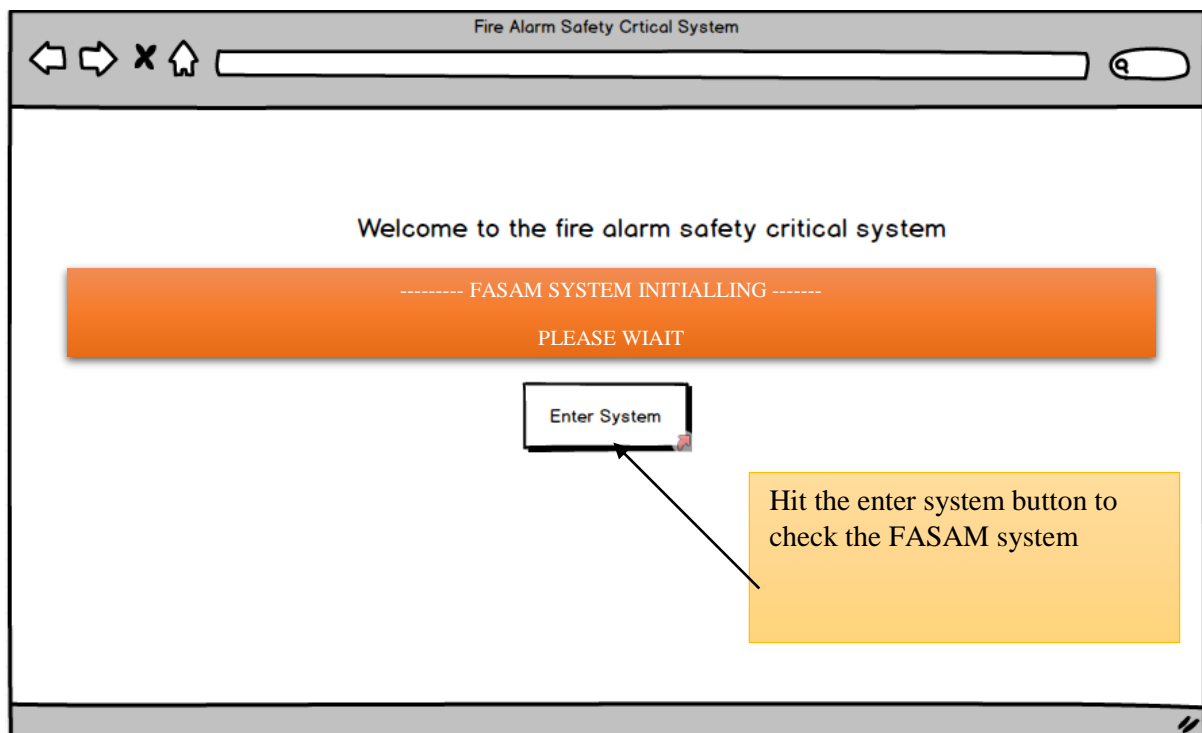 Fire Alarm Safety Crtical System
Welcome to the fire alarm safety critical system
--------- FASAM SYSTEM INITIALLING -------
PLEASE WIAIT
Enter System
Hit the enter system button to
check the FASAM system